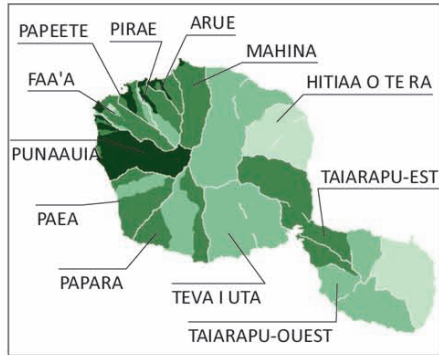 PAPEETE
PIRAE
ARUE
MAHINA
FAA'A
HITIAA O TE RA
PUNAAUIA
TAIARAPU-EST
PAEA
PAPARA
TEVA I UTA
TAIARAPU-OUEST